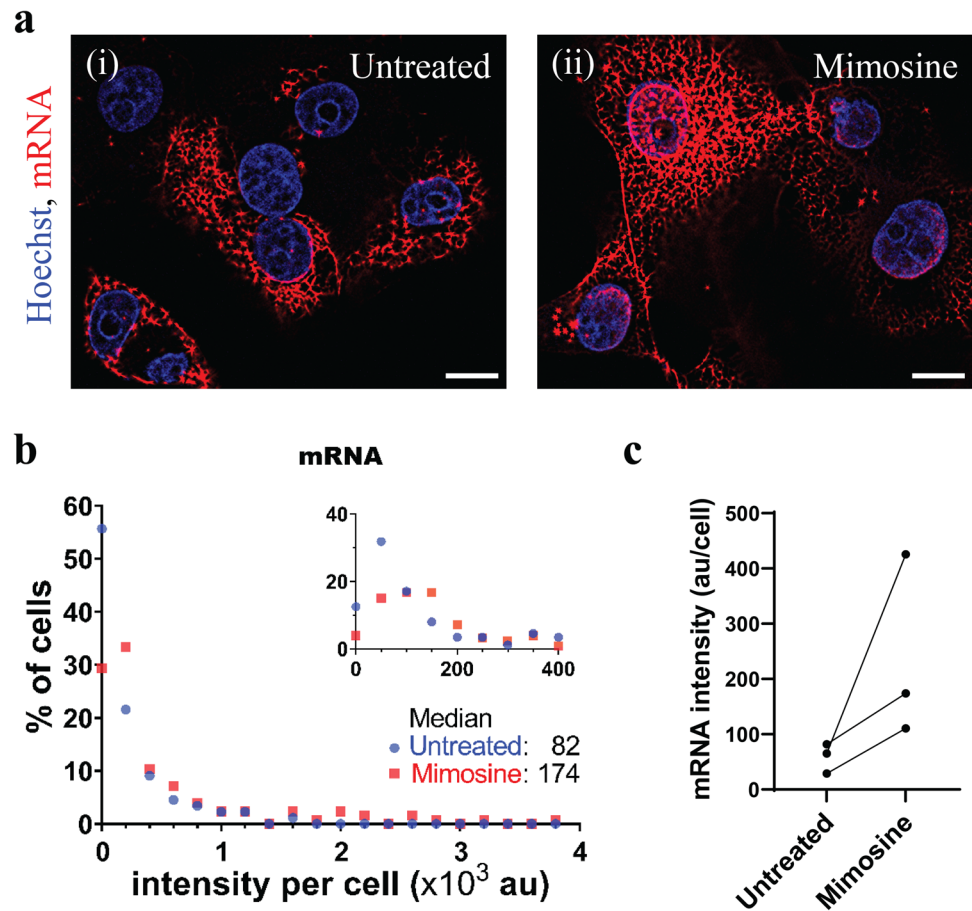 a
(i) Untreated
(ii) Mimosine
Hoechst, mRNA
b
mRNA
% of cells
60
50
40
30
20
10
0
0 1 2 3 4
intensity per cell (x10³ au)
40
20
0
0 200 400
Median
Untreated: 82
Mimosine: 174
c
mRNA intensity (au/cell)
500
400
300
200
100
0
Untreated
Mimosine